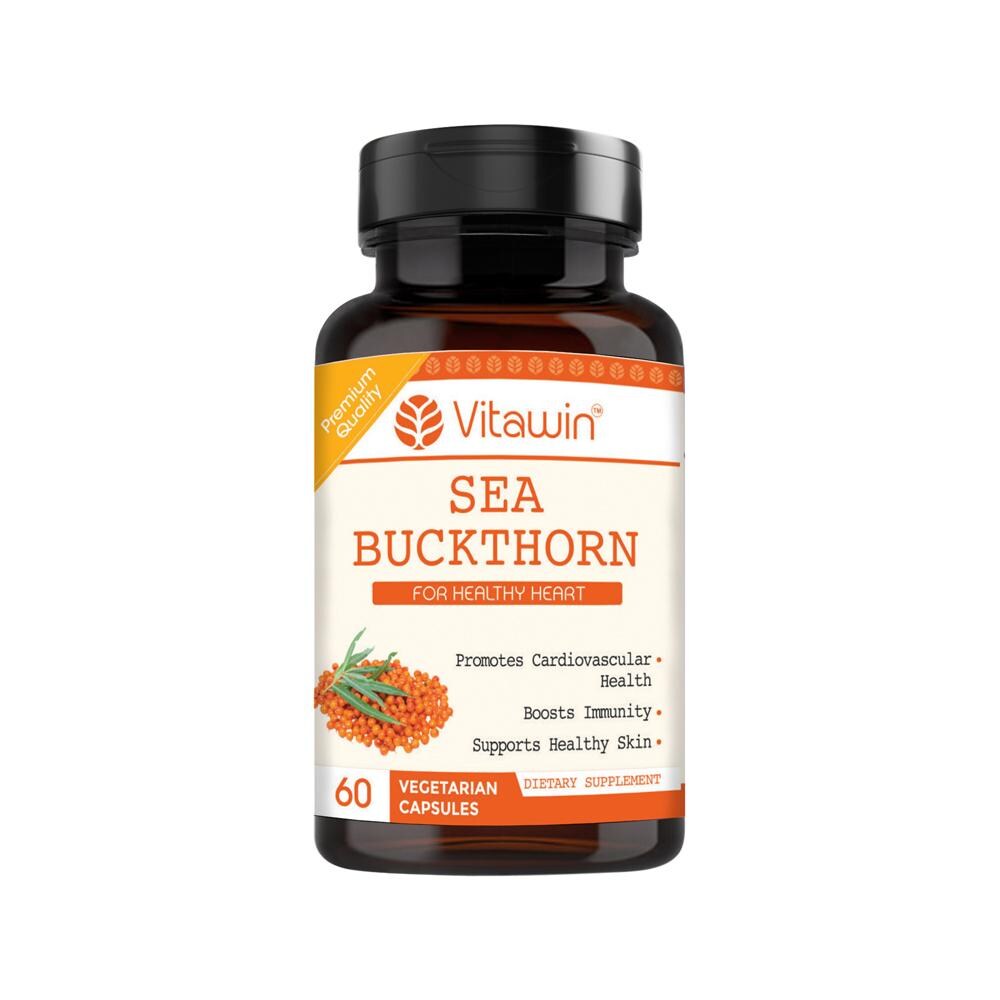 Premium
Quality
Vitawin™
SEA
BUCKTHORN
FOR HEALTHY HEART
Promotes Cardiovascular •
Health
Boosts Immunity •
Supports Healthy Skin •
60
VEGETARIAN
CAPSULES
DIETARY SUPPLEMENT